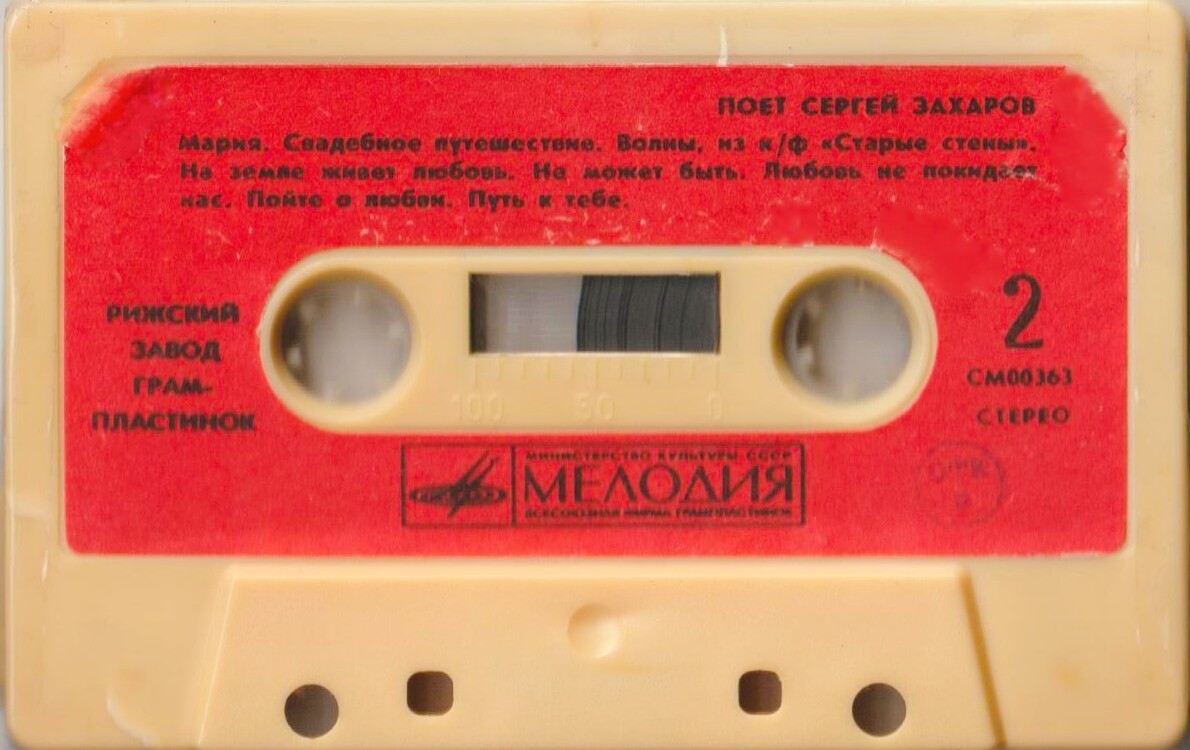 ПОЕТ СЕРГЕЙ ЗАХАРОВ
Мария. Свадебное путешествие. Волны, из к/ф «Старые стены».
На земле живет любовь. Не может быть. Любовь не покидает
нас. Пойте о любви. Путь к тебе.
РИЖСКИЙ
ЗАВОД
ГРАМ-
ПЛАСТИНОК
2
СМ00363
СТЕРЕО
100 50 0
МИНИСТЕРСТВО КУЛЬТУРЫ СССР
МЕЛОДИЯ
ВСЕСОЮЗНАЯ ФИРМА ГРАМПЛАСТИНОК